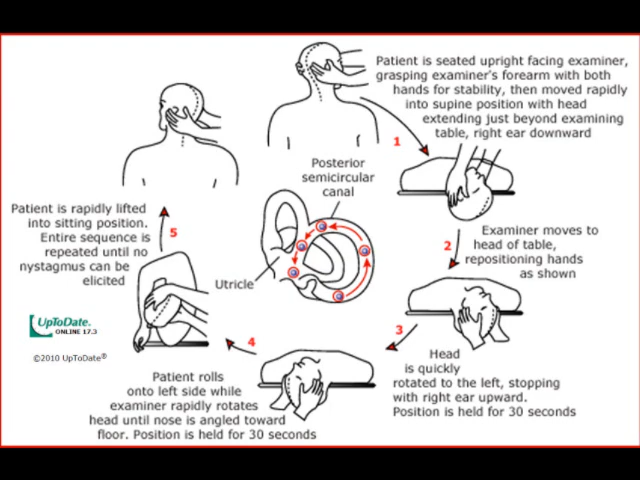 Patient is seated upright facing examiner,
grasping examiner's forearm with both
hands for stability, then moved rapidly
into supine position with head
extending just beyond examining
table, right ear downward
1
Posterior
semicircular
canal
Utricle
Examiner moves to
head of table,
repositioning hands
as shown
2
3
Head
is quickly
rotated to the left, stopping
with right ear upward.
Position is held for 30 seconds
4
Patient rolls
onto left side while
examiner rapidly rotates
head until nose is angled toward
floor. Position is held for 30 seconds
5
Patient is rapidly lifted
into sitting position.
Entire sequence is
repeated until no
nystagmus can be
elicited
UpToDate®
ONLINE 17.3
©2010 UpToDate®